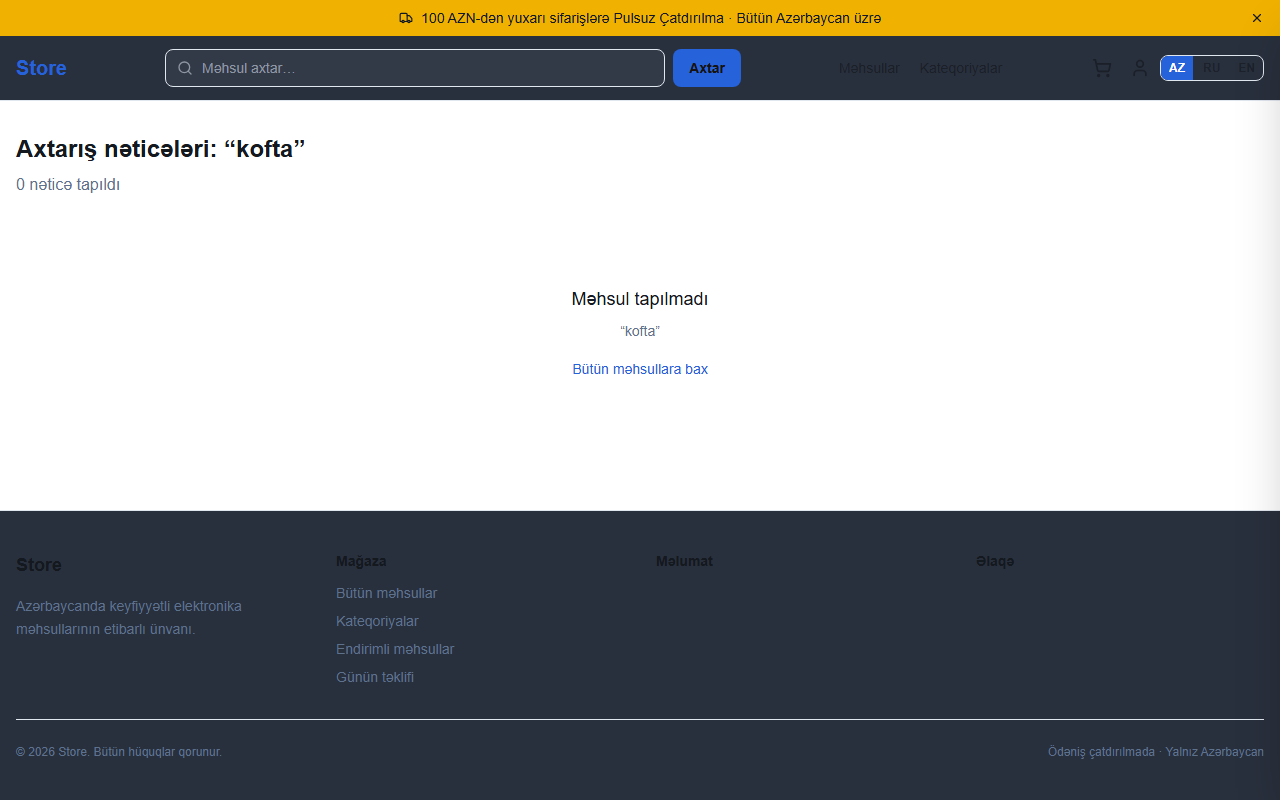 100 AZN-dən yuxarı sifarişlərə Pulsuz Çatdırılma · Bütün Azərbaycan üzrə
Store
Məhsul axtar...
Axtar
Məhsullar
Kateqoriyalar
AZ
RU
EN
Axtarış nəticələri: “kofta”
0 nəticə tapıldı
Məhsul tapılmadı
“kofta”
Bütün məhsullara bax
Store
Azərbaycanda keyfiyyətli elektronika
məhsullarının etibarlı ünvanı.
Mağaza
Bütün məhsullar
Kateqoriyalar
Endirimli məhsullar
Günün təklifi
Məlumat
Əlaqə
© 2026 Store. Bütün hüquqlar qorunur.
Ödəniş çatdırılmada · Yalnız Azərbaycan